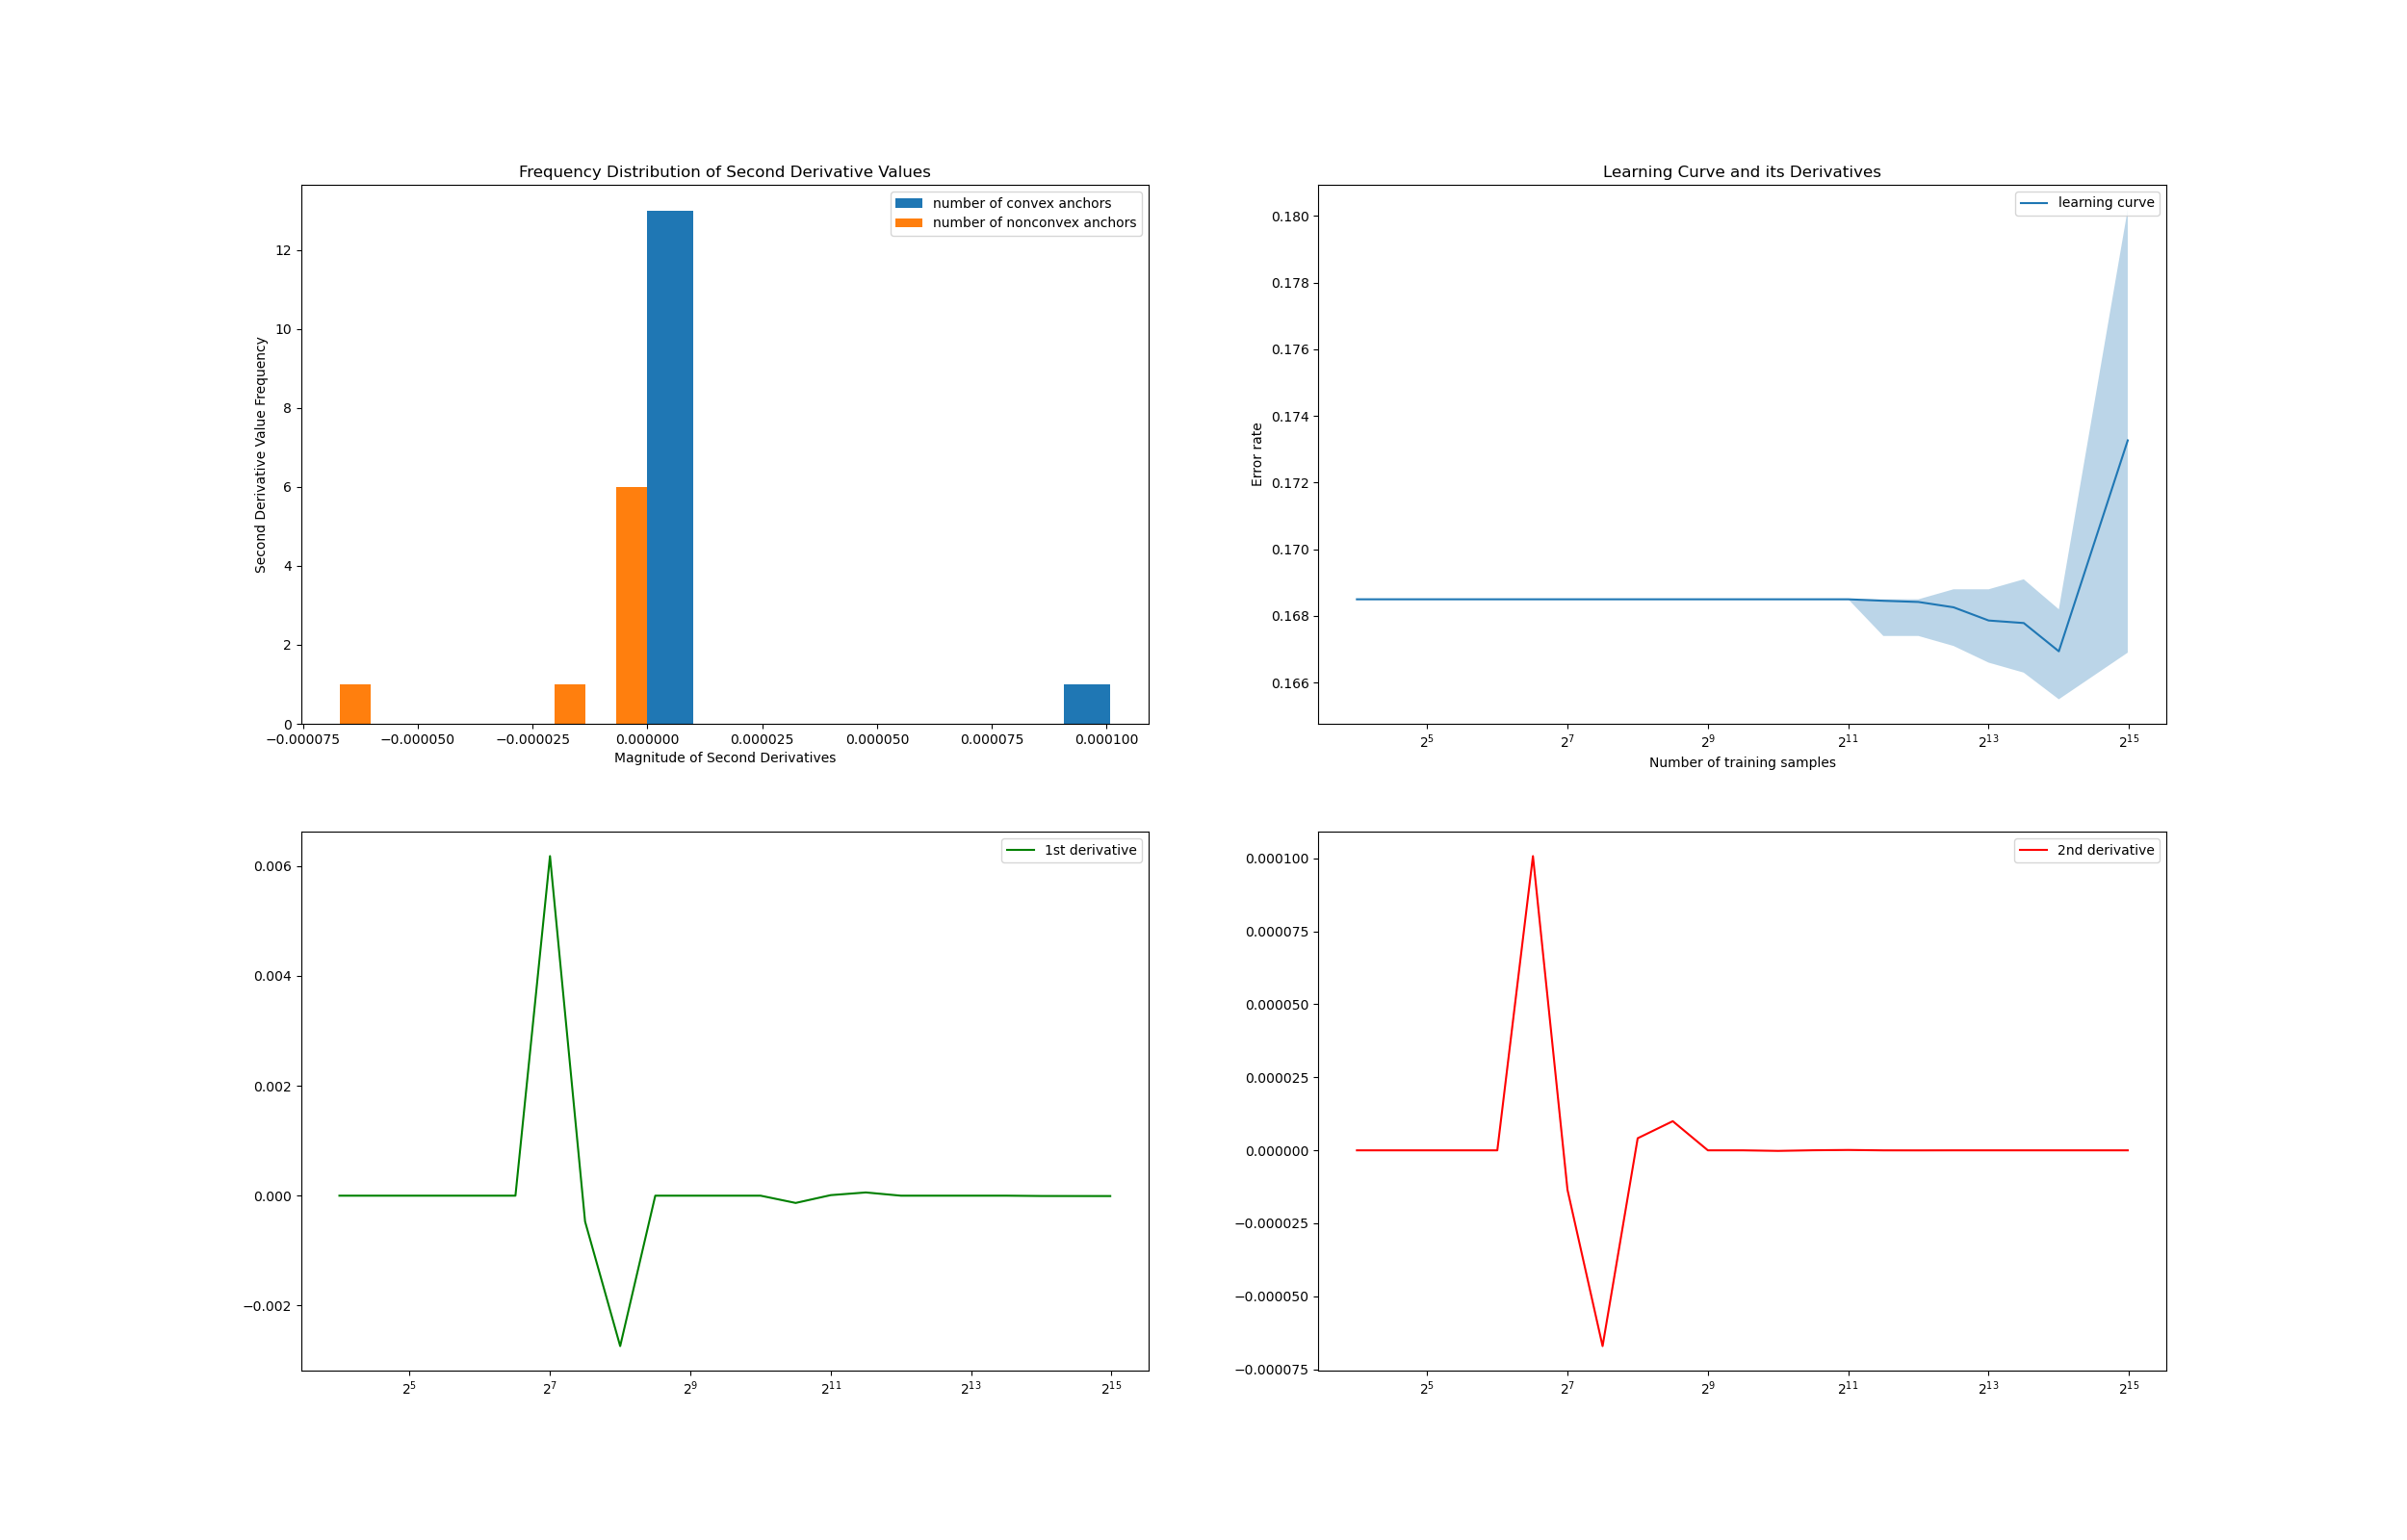 Frequency Distribution of Second Derivative Values
number of convex anchors
number of nonconvex anchors
12
10
8
6
4
2
0
Second Derivative Value Frequency
−0.000075 −0.000050 −0.000025 0.000000 0.000025 0.000050 0.000075 0.000100
Magnitude of Second Derivatives
Learning Curve and its Derivatives
learning curve
0.180
0.178
0.176
0.174
0.172
0.170
0.168
0.166
Error rate
2^5 2^7 2^9 2^11 2^13 2^15
Number of training samples
1st derivative
0.006
0.004
0.002
0.000
−0.002
2^5 2^7 2^9 2^11 2^13 2^15
2nd derivative
0.000100
0.000075
0.000050
0.000025
0.000000
−0.000025
−0.000050
−0.000075
2^5 2^7 2^9 2^11 2^13 2^15